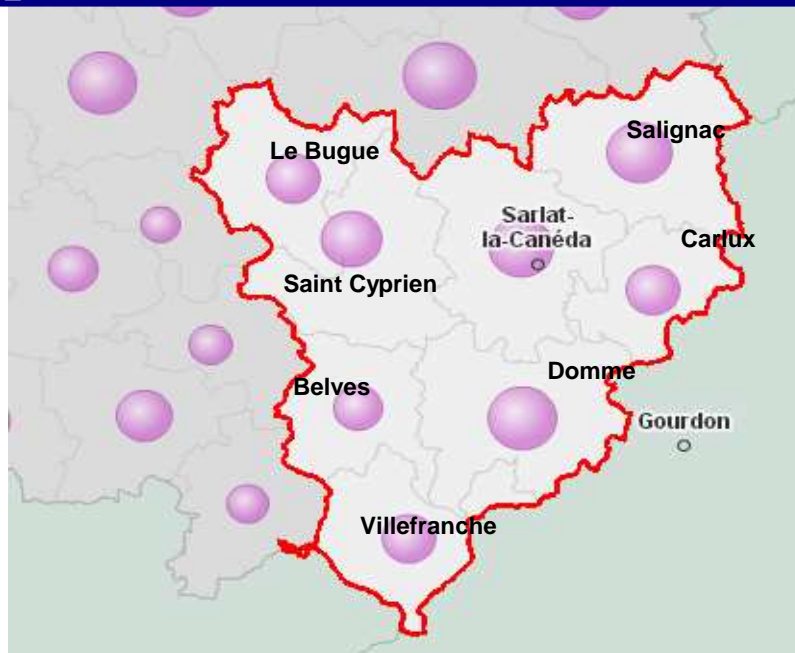 Salignac
Le Bugue
Sarlat-
la-Canéda
Carlux
Saint Cyprien
Domme
Belves
Gourdon
Villefranche